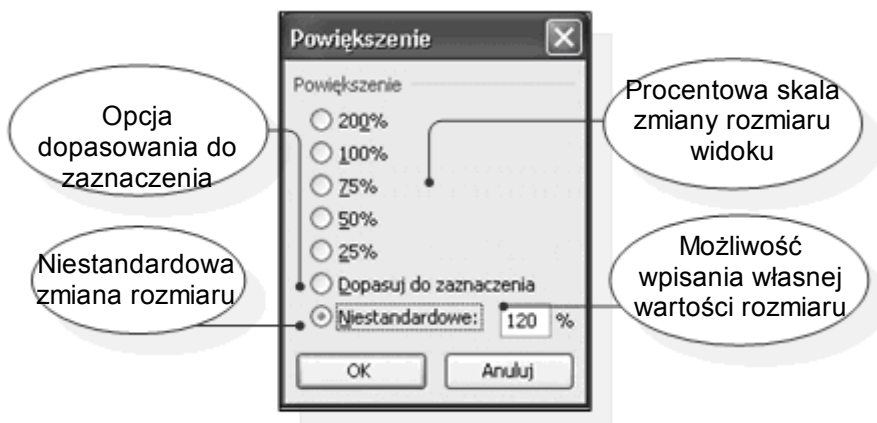 Powiększenie
Powiększenie
200%
100%
75%
50%
25%
Dopasuj do zaznaczenia
Niestandardowe: 120 %
OK Anuluj
Opcja
dopasowania do
zaznaczenia
Niestandardowa
zmiana rozmiaru
Procentowa skala
zmiany rozmiaru
widoku
Możliwość
wpisania własnej
wartości rozmiaru